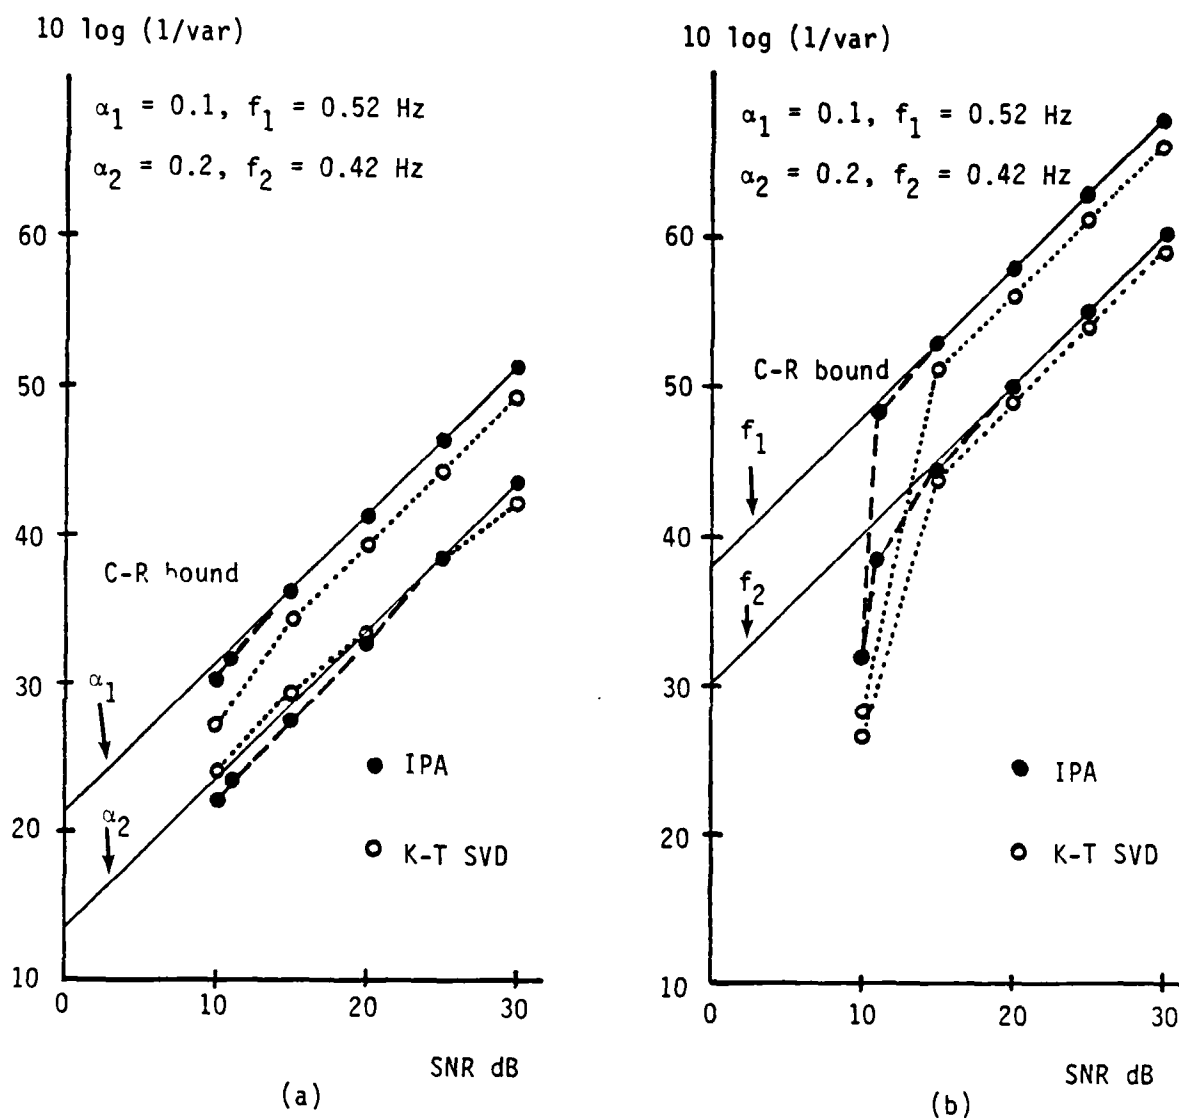 10 log (1/var)
α1 = 0.1, f1 = 0.52 Hz
α2 = 0.2, f2 = 0.42 Hz
60
50
40
30
20
10
C-R bound
α1
α2
IPA
K-T SVD
0 10 20 30
SNR dB
(a)
10 log (1/var)
α1 = 0.1, f1 = 0.52 Hz
α2 = 0.2, f2 = 0.42 Hz
60
50
40
30
20
10
C-R bound
f1
f2
IPA
K-T SVD
0 10 20 30
SNR dB
(b)